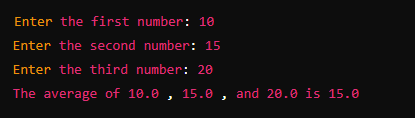 Enter the first number: 10
Enter the second number: 15
Enter the third number: 20
The average of 10.0 , 15.0 , and 20.0 is 15.0